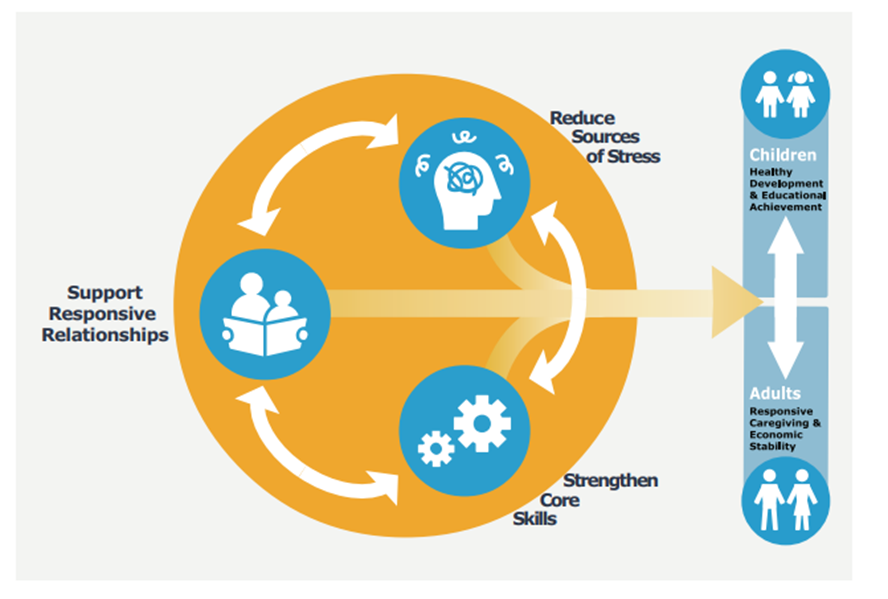 Reduce
Sources
of Stress
Support
Responsive
Relationships
Strengthen
Core
Skills
Children
Healthy
Development
& Educational
Achievement
Adults
Responsive
Caregiving &
Economic
Stability